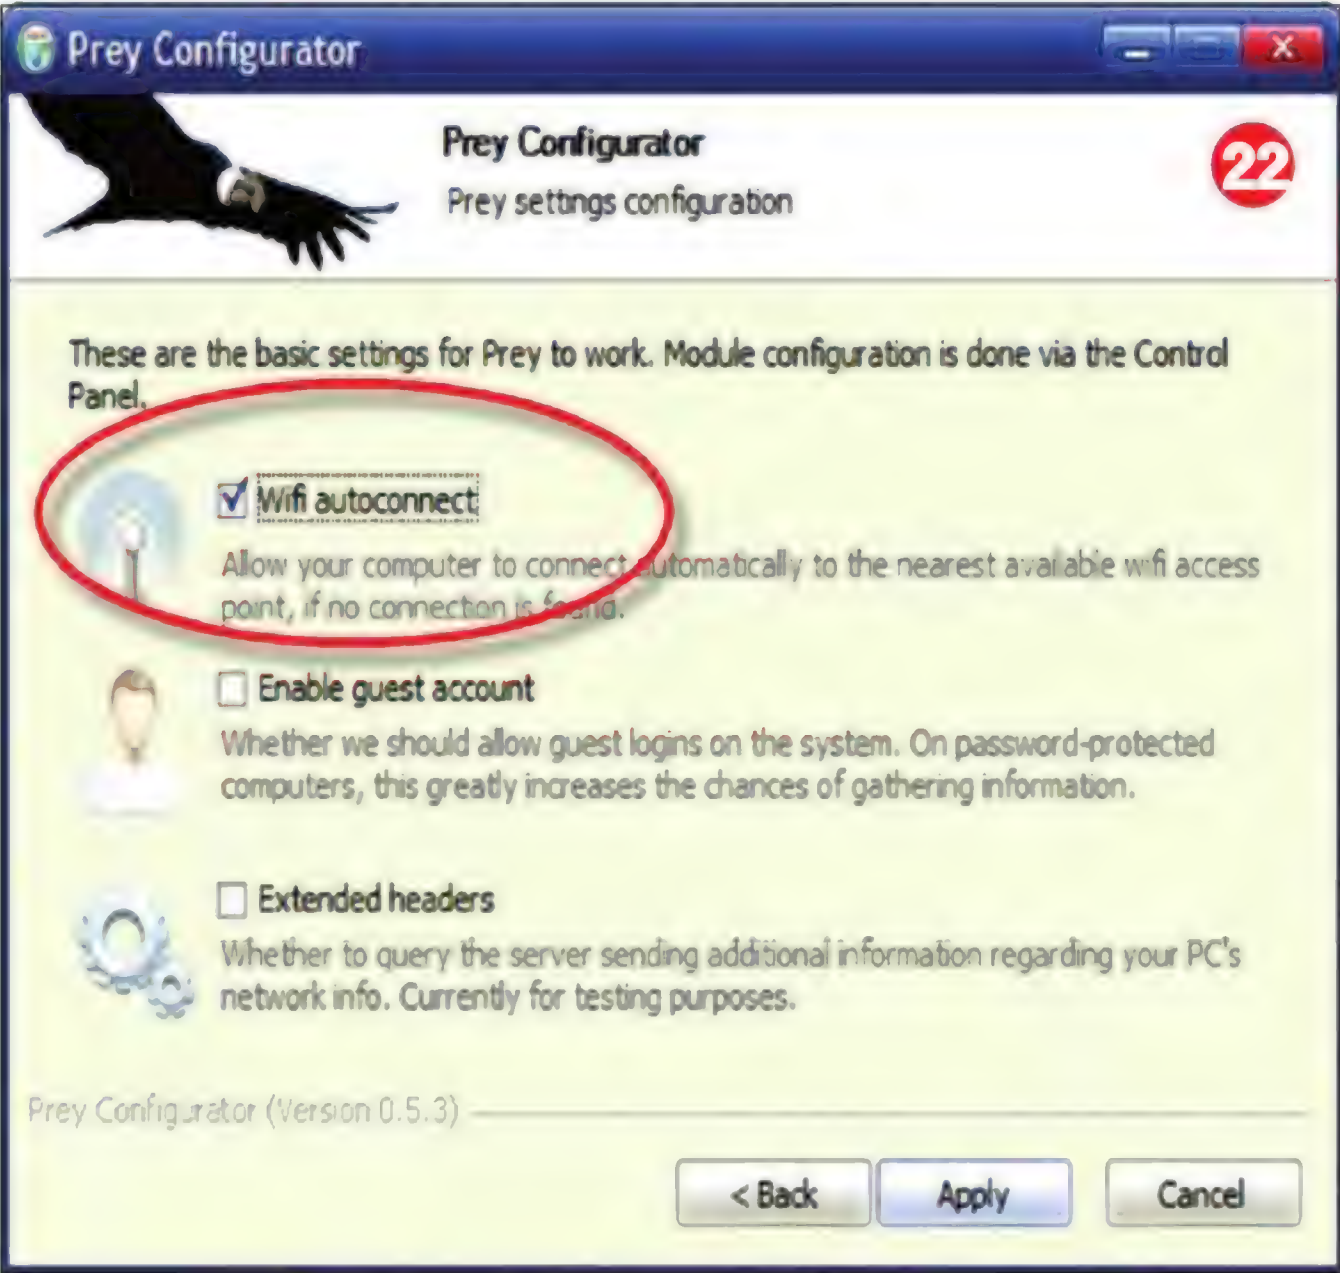 Prey Configurator
Prey Configurator
22
Prey settings configuration
These are the basic settings for Prey to work. Module configuration is done via the Control
Panel.
Wifi autoconnect
Allow your computer to connect automatically to the nearest available wifi access
point, if no connection is found.
Enable guest account
Whether we should allow guest logins on the system. On password-protected
computers, this greatly increases the chances of gathering information.
Extended headers
Whether to query the server sending additional information regarding your PC's
network info. Currently for testing purposes.
Prey Configurator (Version 0.5.3)
< Back
Apply
Cancel